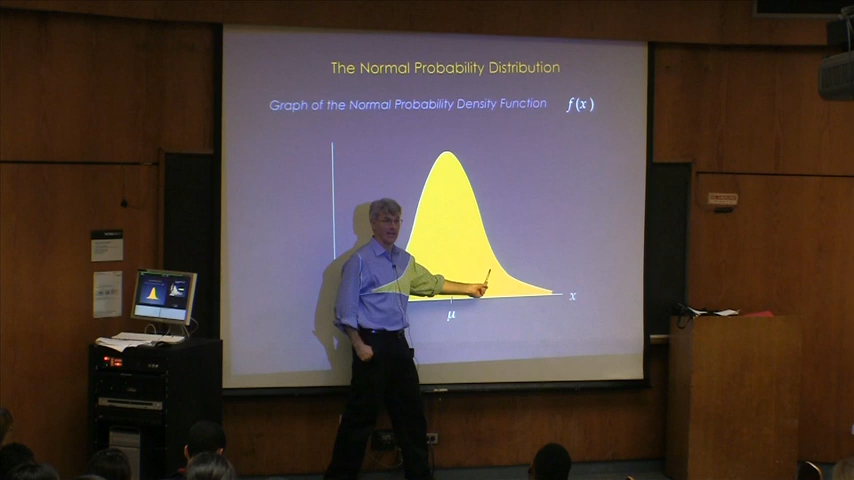 The Normal Probability Distribution
Graph of the Normal Probability Density Function f(x)
x
μ